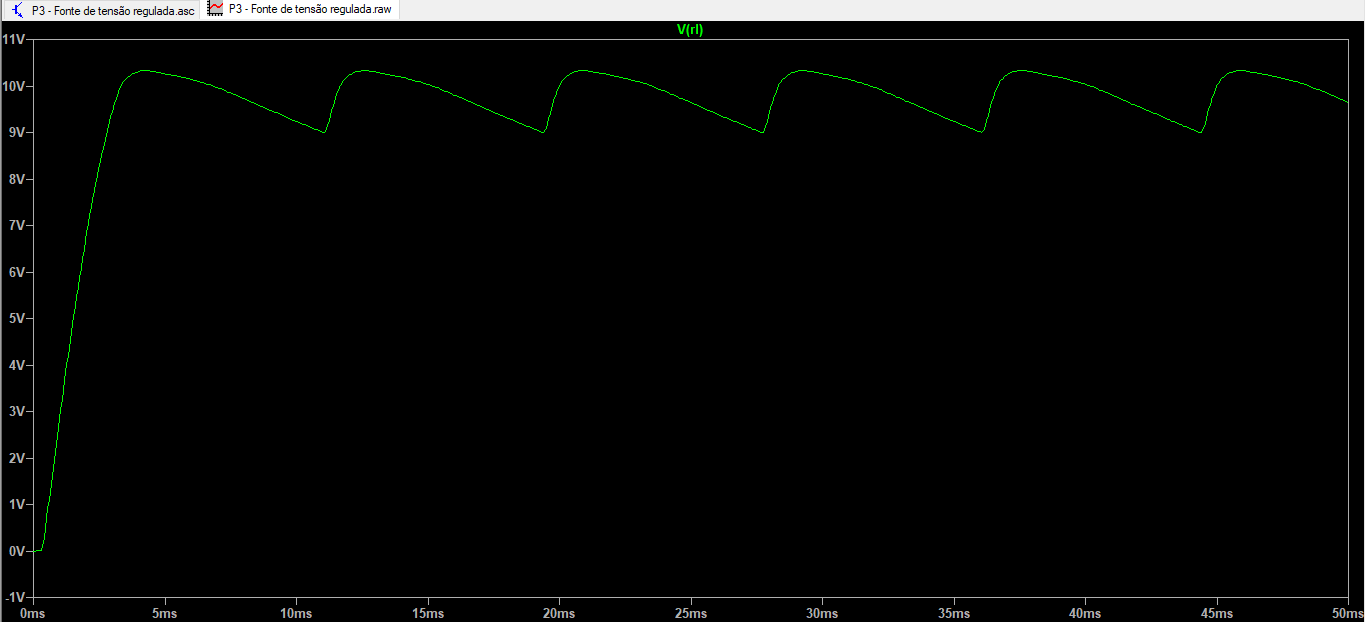 P3 - Fonte de tensão regulada.asc P3 - Fonte de tensão regulada.raw
V(rl)
11V
10V
9V
8V
7V
6V
5V
4V
3V
2V
1V
0V
-1V
0ms 5ms 10ms 15ms 20ms 25ms 30ms 35ms 40ms 45ms 50ms